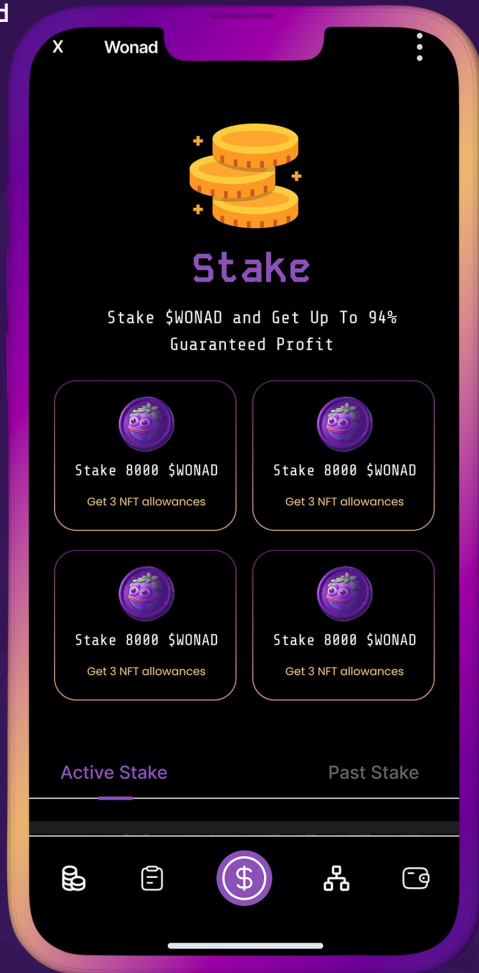 d
X Wonad
Stake
Stake $WONAD and Get Up To 94%
Guaranteed Profit
Stake 8000 $WONAD
Get 3 NFT allowances
Stake 8000 $WONAD
Get 3 NFT allowances
Stake 8000 $WONAD
Get 3 NFT allowances
Stake 8000 $WONAD
Get 3 NFT allowances
Active Stake Past Stake
$